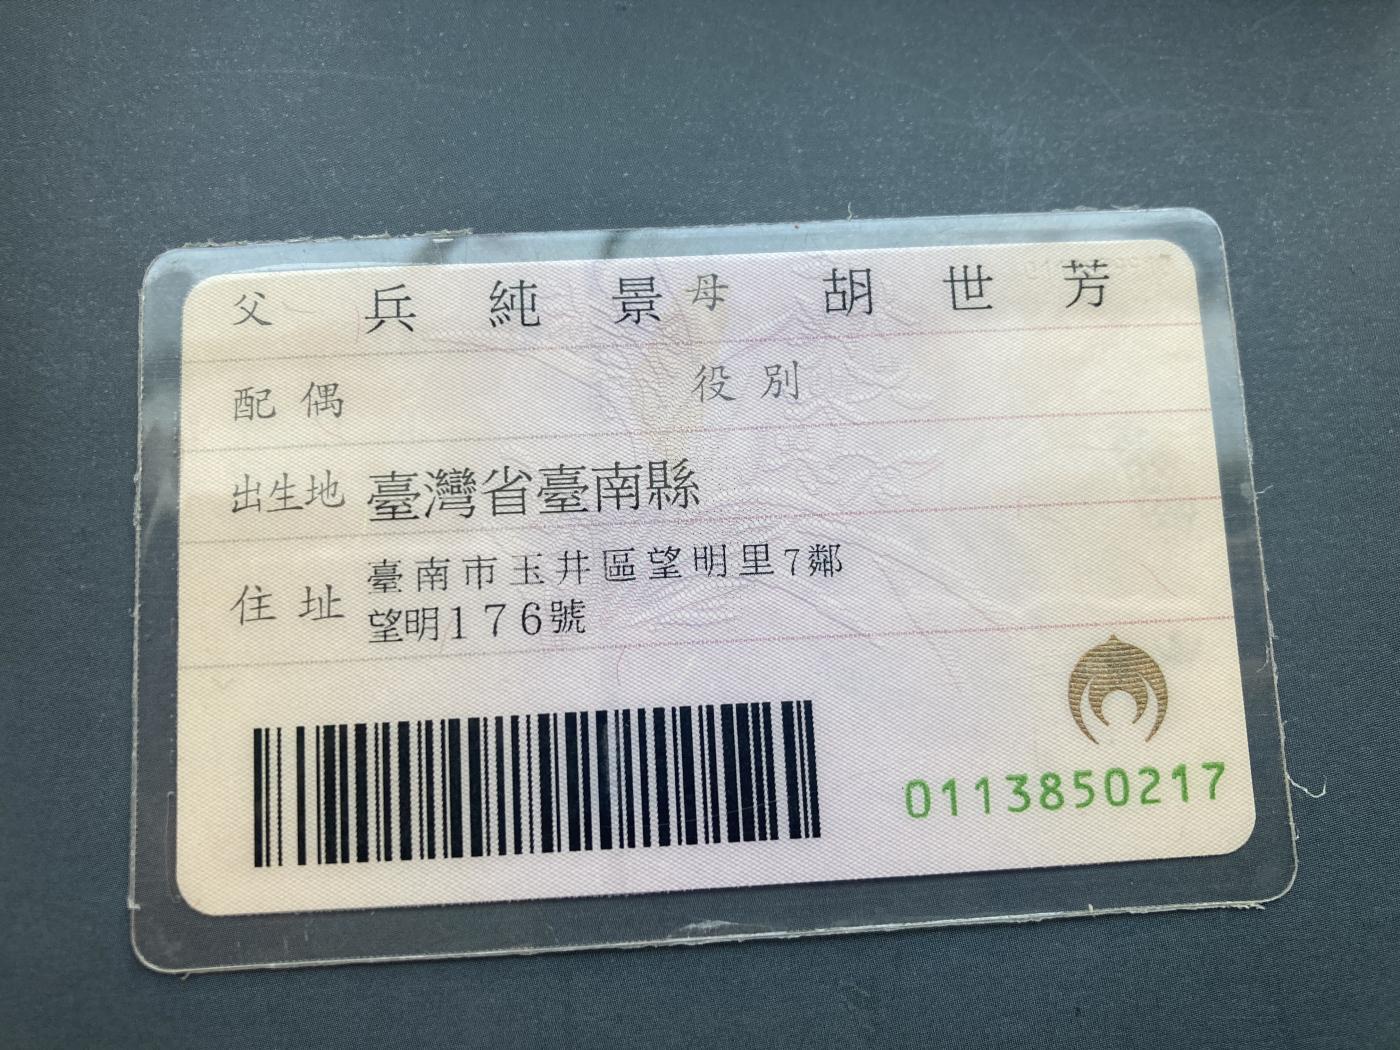 父 兵純景 母 胡世芳
配偶 役別
出生地 臺灣省臺南縣
住址 臺南市玉井區望明里7鄰
望明176號
0113850217